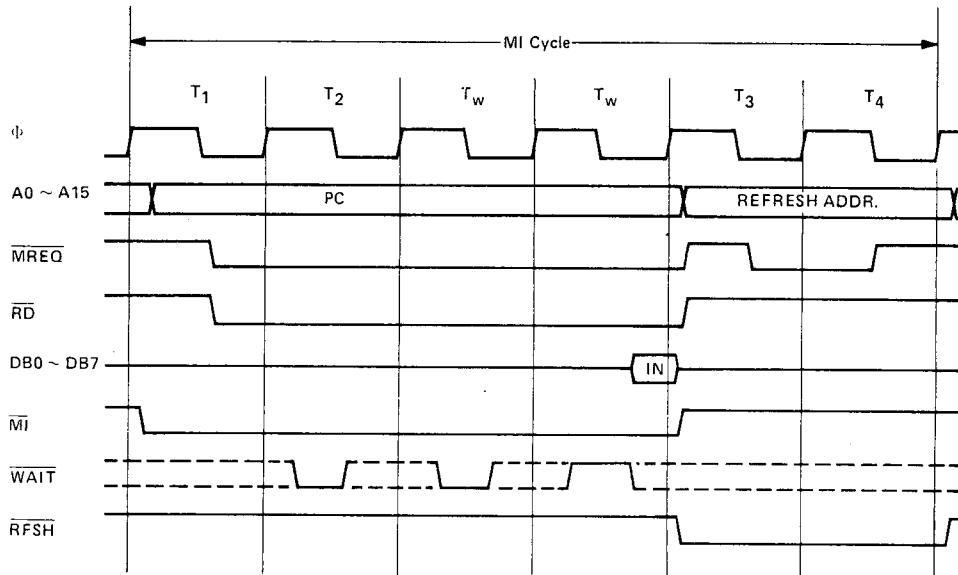 MI Cycle
T1 T2 Tw Tw T3 T4
Φ
A0 ~ A15 PC REFRESH ADDR.
MREQ
RD
DB0 ~ DB7 IN
MI
WAIT
RFSH